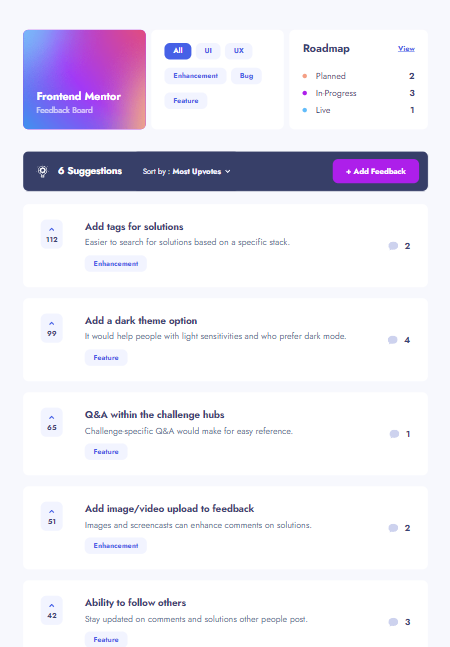 Frontend Mentor
Feedback Board
All
UI
UX
Enhancement
Bug
Feature
Roadmap
View
Planned
2
In-Progress
3
Live
1
6 Suggestions
Sort by : Most Upvotes
+ Add Feedback
112
Add tags for solutions
Easier to search for solutions based on a specific stack.
Enhancement
2
99
Add a dark theme option
It would help people with light sensitivities and who prefer dark mode.
Feature
4
65
Q&A within the challenge hubs
Challenge-specific Q&A would make for easy reference.
Feature
1
51
Add image/video upload to feedback
Images and screencasts can enhance comments on solutions.
Enhancement
2
42
Ability to follow others
Stay updated on comments and solutions other people post.
Feature
3